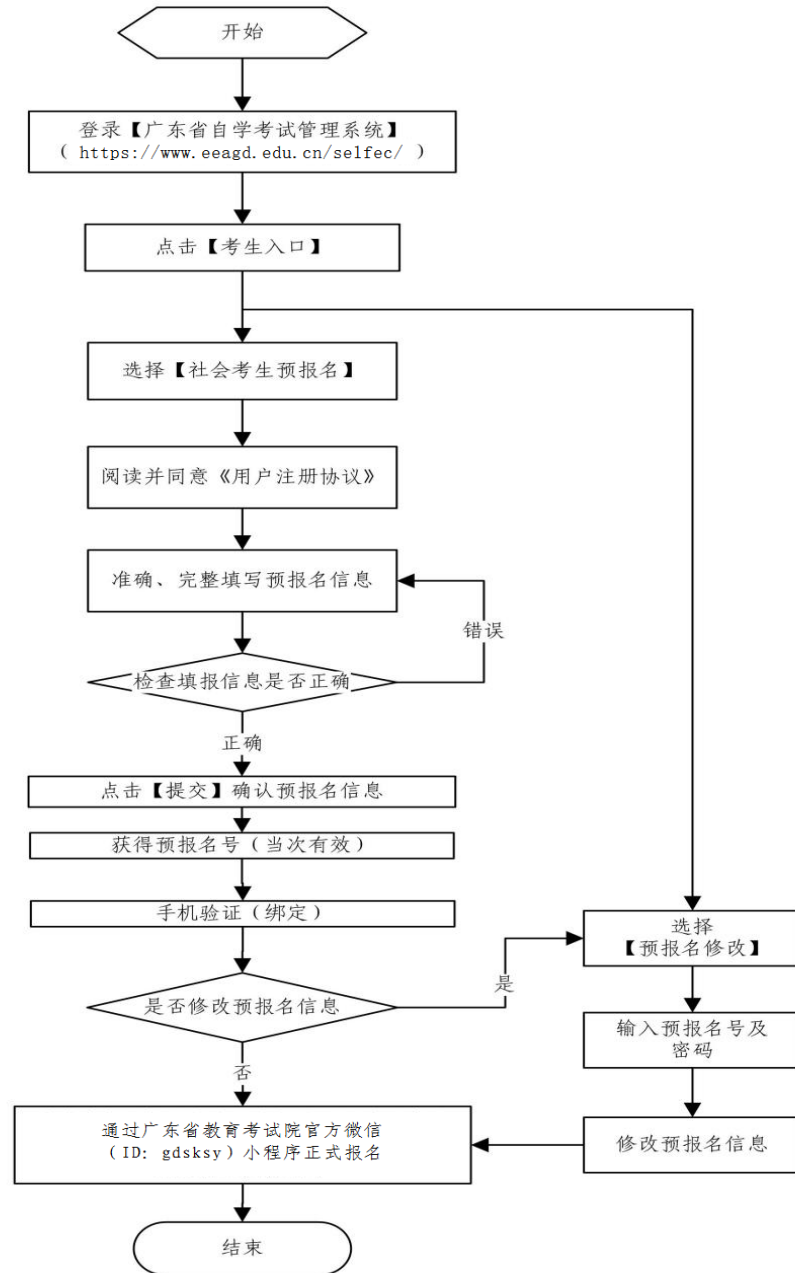 开始
登录【广东省自学考试管理系统】
( https://www.eeagd.edu.cn/selfec/ )
点击【考生入口】
选择【社会考生预报名】
阅读并同意《用户注册协议》
准确、完整填写预报名信息
错误
检查填报信息是否正确
正确
点击【提交】确认预报名信息
获得预报名号（当次有效）
手机验证（绑定）
选择
【预报名修改】
是
是否修改预报名信息
输入预报名号及
密码
否
通过广东省教育考试院官方微信
（ID: gdsksy）小程序正式报名
修改预报名信息
结束